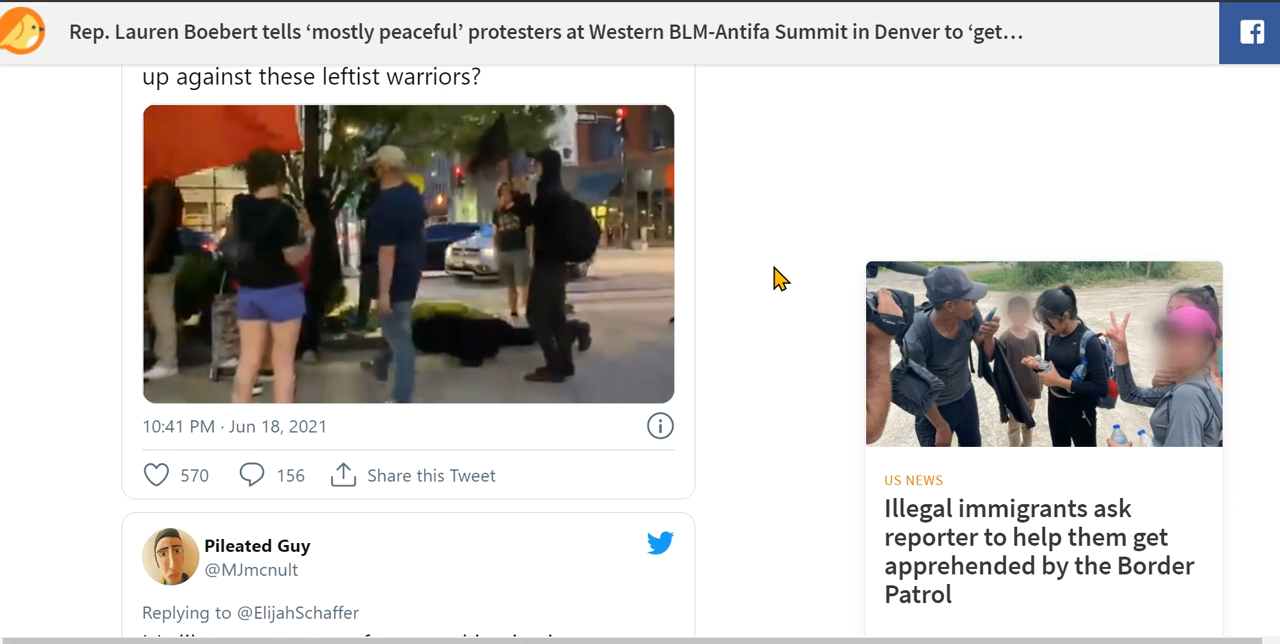 Rep. Lauren Boebert tells ‘mostly peaceful’ protesters at Western BLM-Antifa Summit in Denver to ‘get…
up against these leftist warriors?
10:41 PM · Jun 18, 2021
570 156 Share this Tweet
Pileated Guy
@MJmcnult
Replying to @ElijahSchaffer
US NEWS
Illegal immigrants ask
reporter to help them get
apprehended by the Border
Patrol